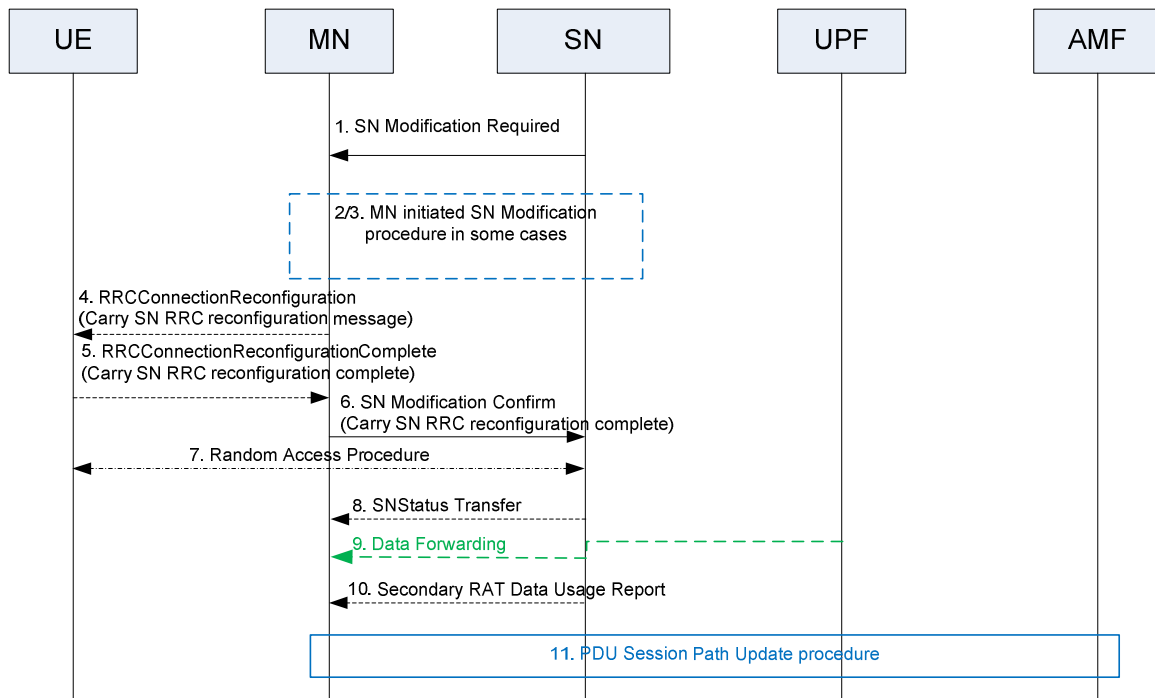 UE
MN
SN
UPF
AMF
1. SN Modification Required
2/3. MN initiated SN Modification
procedure in some cases
4. RRCConnectionReconfiguration
(Carry SN RRC reconfiguration message)
5. RRCConnectionReconfigurationComplete
(Carry SN RRC reconfiguration complete)
6. SN Modification Confirm
(Carry SN RRC reconfiguration complete)
7. Random Access Procedure
8. SNStatus Transfer
9. Data Forwarding
10. Secondary RAT Data Usage Report
11. PDU Session Path Update procedure